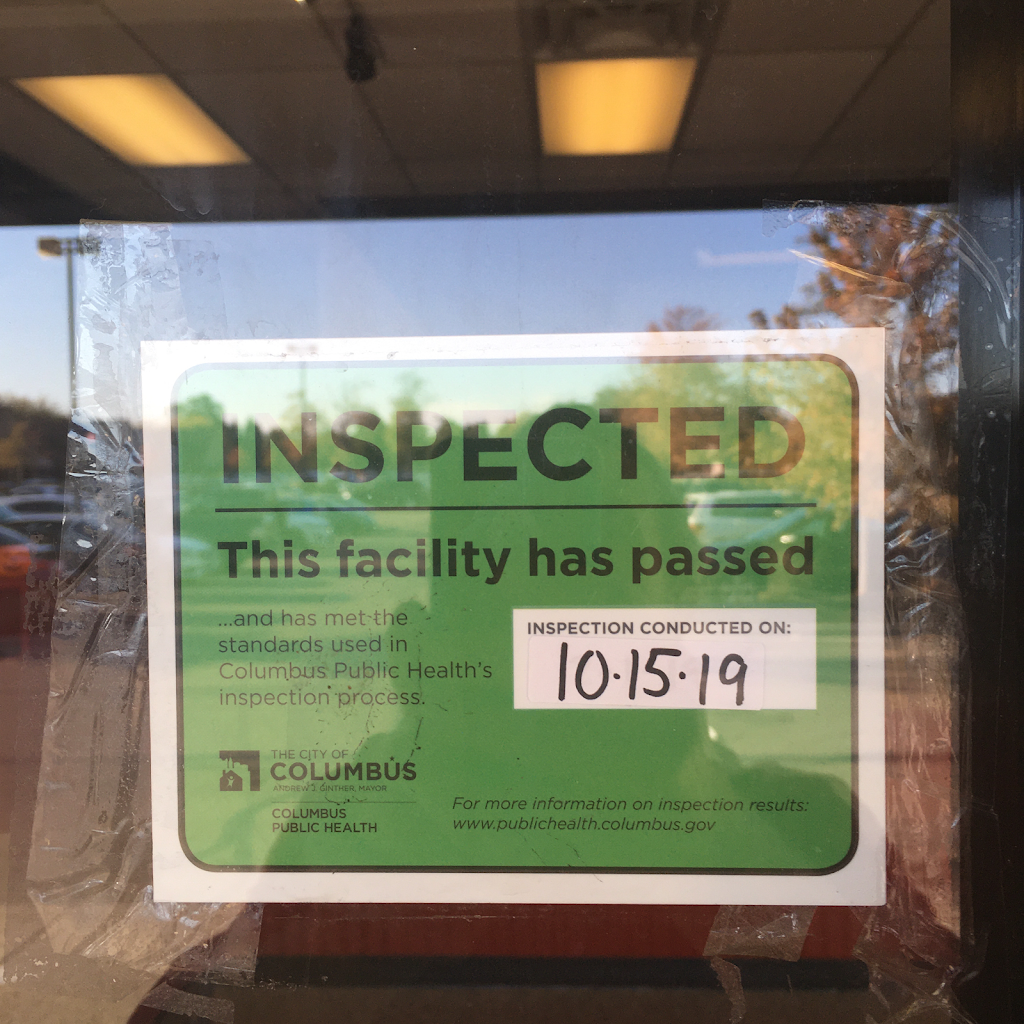 INSPECTED
This facility has passed
...and has met the
standards used in
Columbus Public Health's
inspection process.
INSPECTION CONDUCTED ON:
10·15·19
THE CITY OF
COLUMBUS
ANDREW J. GINTHER, MAYOR
COLUMBUS
PUBLIC HEALTH
For more information on inspection results:
www.publichealth.columbus.gov